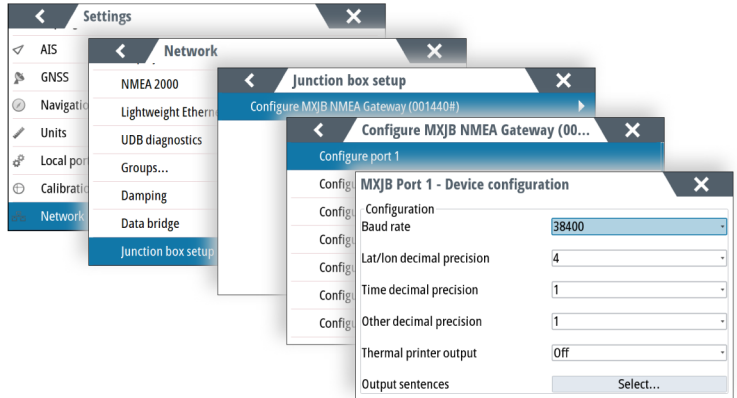 Settings
AIS
GNSS
Navigatio
Units
Local por
Calibratio
Network
Network
NMEA 2000
Lightweight Ethern
UDB diagnostics
Groups...
Damping
Data bridge
Junction box setup
Junction box setup
Configure MXJB NMEA Gateway (001440#)
Configure MXJB NMEA Gateway (00...
Configure port 1
Configu
Configu
Configu
Configu
Configu
Configu
MXJB Port 1 - Device configuration
Configuration
Baud rate 38400
Lat/lon decimal precision 4
Time decimal precision 1
Other decimal precision 1
Thermal printer output Off
Output sentences Select...